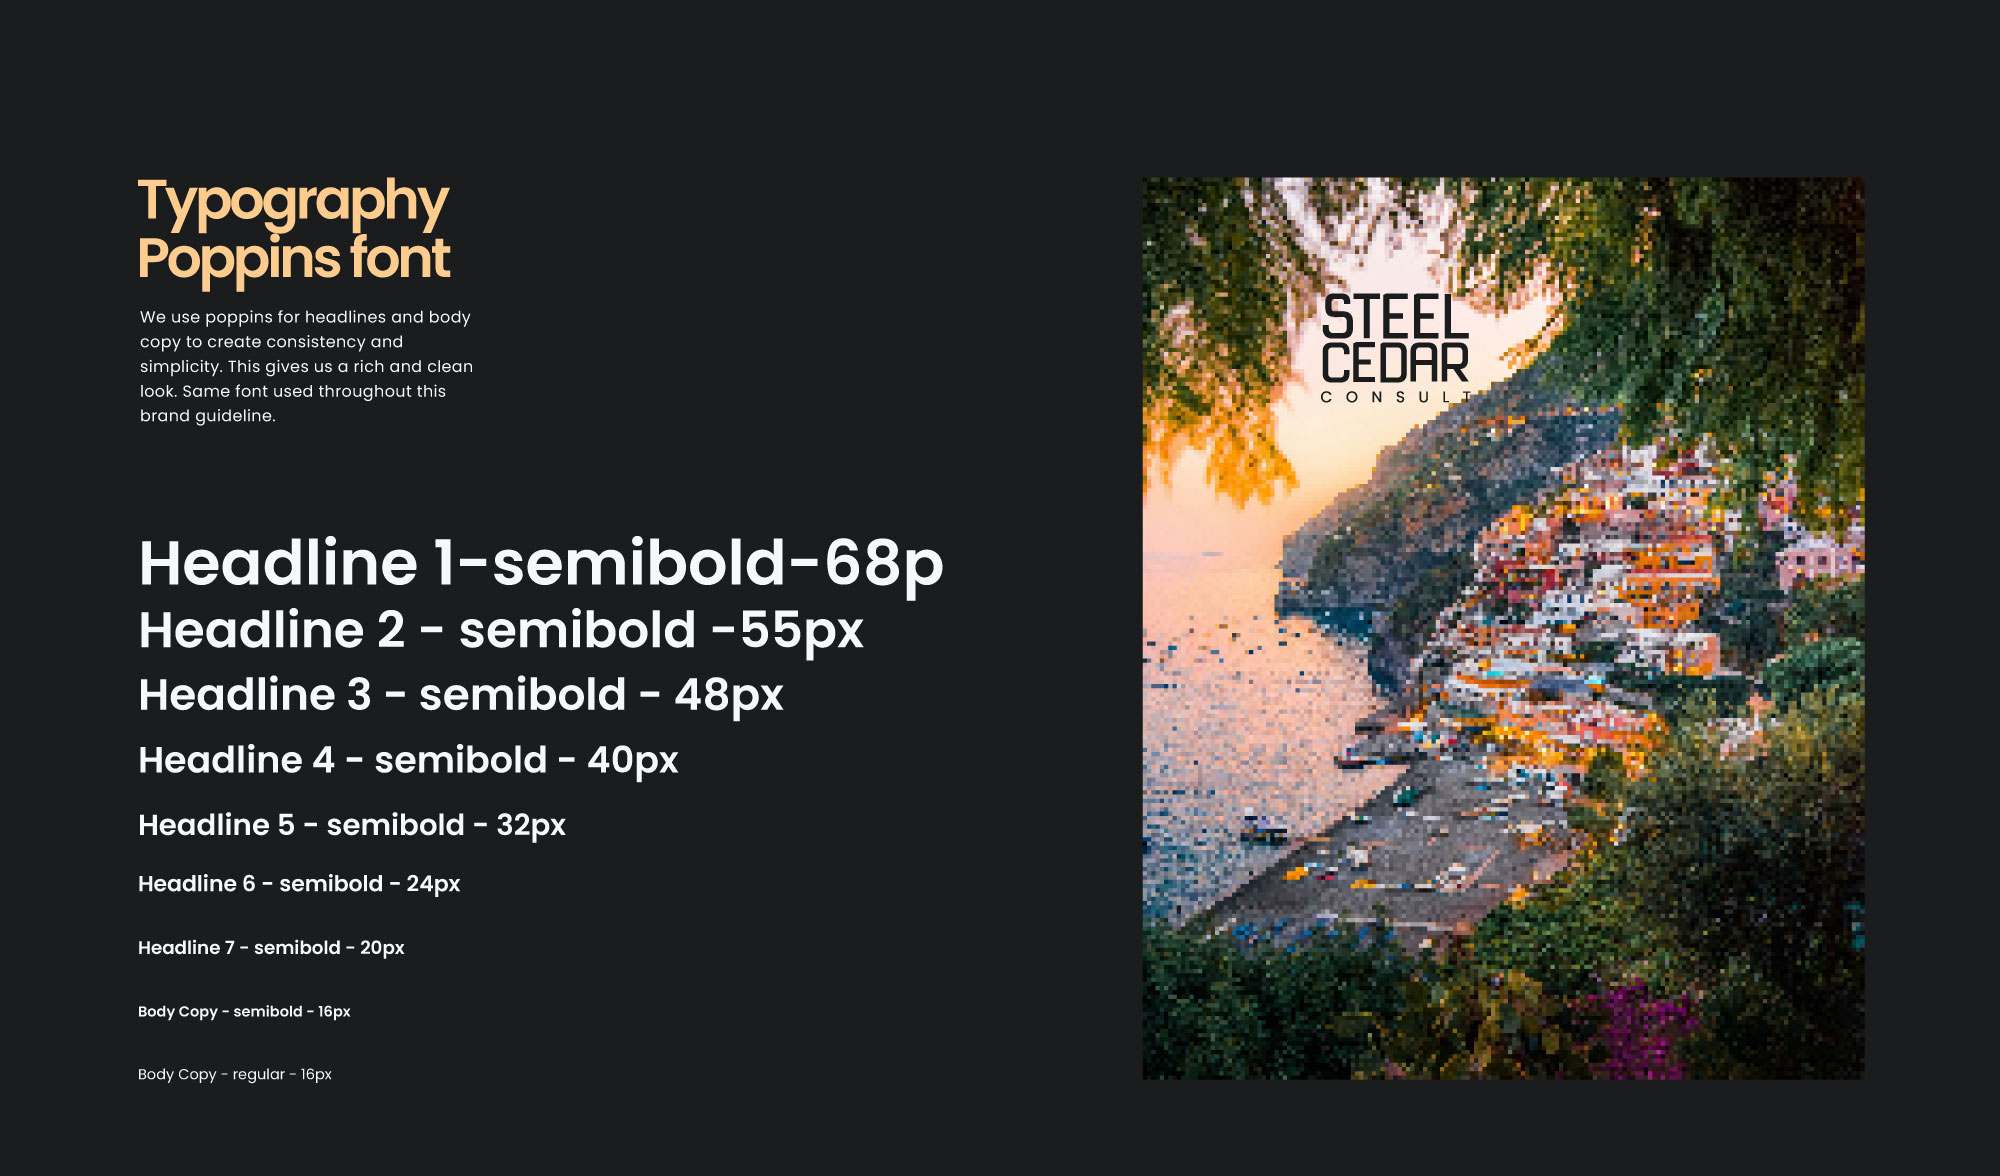 Typography
Poppins font
We use poppins for headlines and body
copy to create consistency and
simplicity. This gives us a rich and clean
look. Same font used throughout this
brand guideline.
Headline 1-semibold-68p
Headline 2 - semibold -55px
Headline 3 - semibold - 48px
Headline 4 - semibold - 40px
Headline 5 - semibold - 32px
Headline 6 - semibold - 24px
Headline 7 - semibold - 20px
Body Copy - semibold - 16px
Body Copy - regular - 16px
STEEL
CEDAR
CONSULT